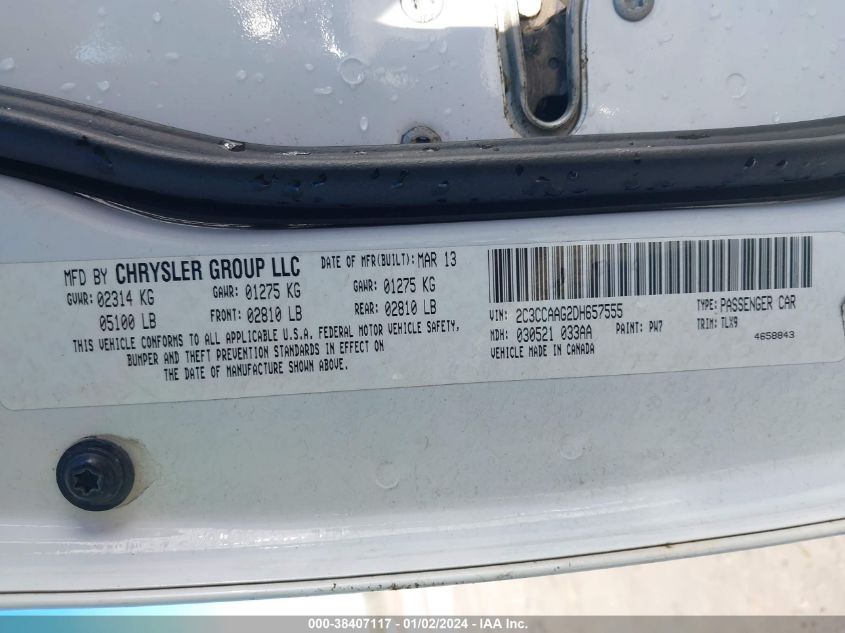 MFD BY CHRYSLER GROUP LLC
DATE OF MFR(BUILT): MAR 13
GVWR: 02314 KG
GAWR: 01275 KG
GAWR: 01275 KG
05100 LB
FRONT: 02810 LB
REAR: 02810 LB
THIS VEHICLE CONFORMS TO ALL APPLICABLE U.S.A. FEDERAL MOTOR VEHICLE SAFETY,
BUMPER AND THEFT PREVENTION STANDARDS IN EFFECT ON
THE DATE OF MANUFACTURE SHOWN ABOVE.
VIN: 2C3CCAAG2DH657555
TYPE: PASSENGER CAR
MDH: 030521 033AA
PAINT: PW7
TRIM: TLX9
VEHICLE MADE IN CANADA
4658843
000-38407117 - 01/02/2024 - IAA Inc.